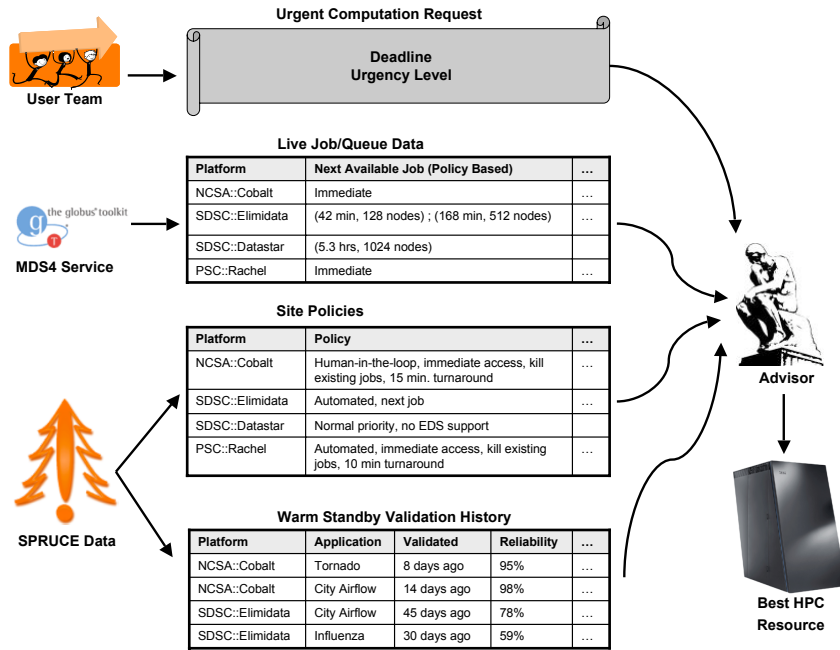 Urgent Computation Request
Deadline
Urgency Level
User Team
Live Job/Queue Data
Platform Next Available Job (Policy Based) …
NCSA::Cobalt Immediate …
SDSC::Elimidata (42 min, 128 nodes) ; (168 min, 512 nodes) …
SDSC::Datastar (5.3 hrs, 1024 nodes)
PSC::Rachel Immediate …
the globus toolkit
g
T
MDS4 Service
Site Policies
Platform Policy …
NCSA::Cobalt Human-in-the-loop, immediate access, kill …
existing jobs, 15 min. turnaround
SDSC::Elimidata Automated, next job …
SDSC::Datastar Normal priority, no EDS support
PSC::Rachel Automated, immediate access, kill existing …
jobs, 10 min turnaround
Advisor
SPRUCE Data
Warm Standby Validation History
Platform Application Validated Reliability …
NCSA::Cobalt Tornado 8 days ago 95% …
NCSA::Cobalt City Airflow 14 days ago 98% …
SDSC::Elimidata City Airflow 45 days ago 78% …
SDSC::Elimidata Influenza 30 days ago 59% …
Best HPC
Resource